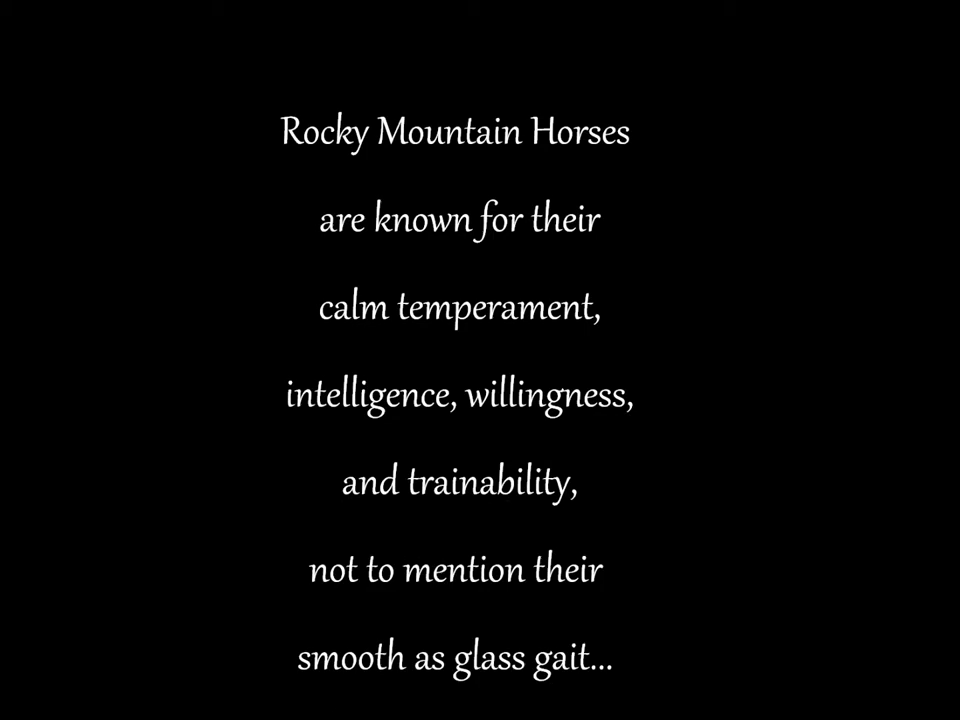 Rocky Mountain Horses
are known for their
calm temperament,
intelligence, willingness,
and trainability,
not to mention their
smooth as glass gait...